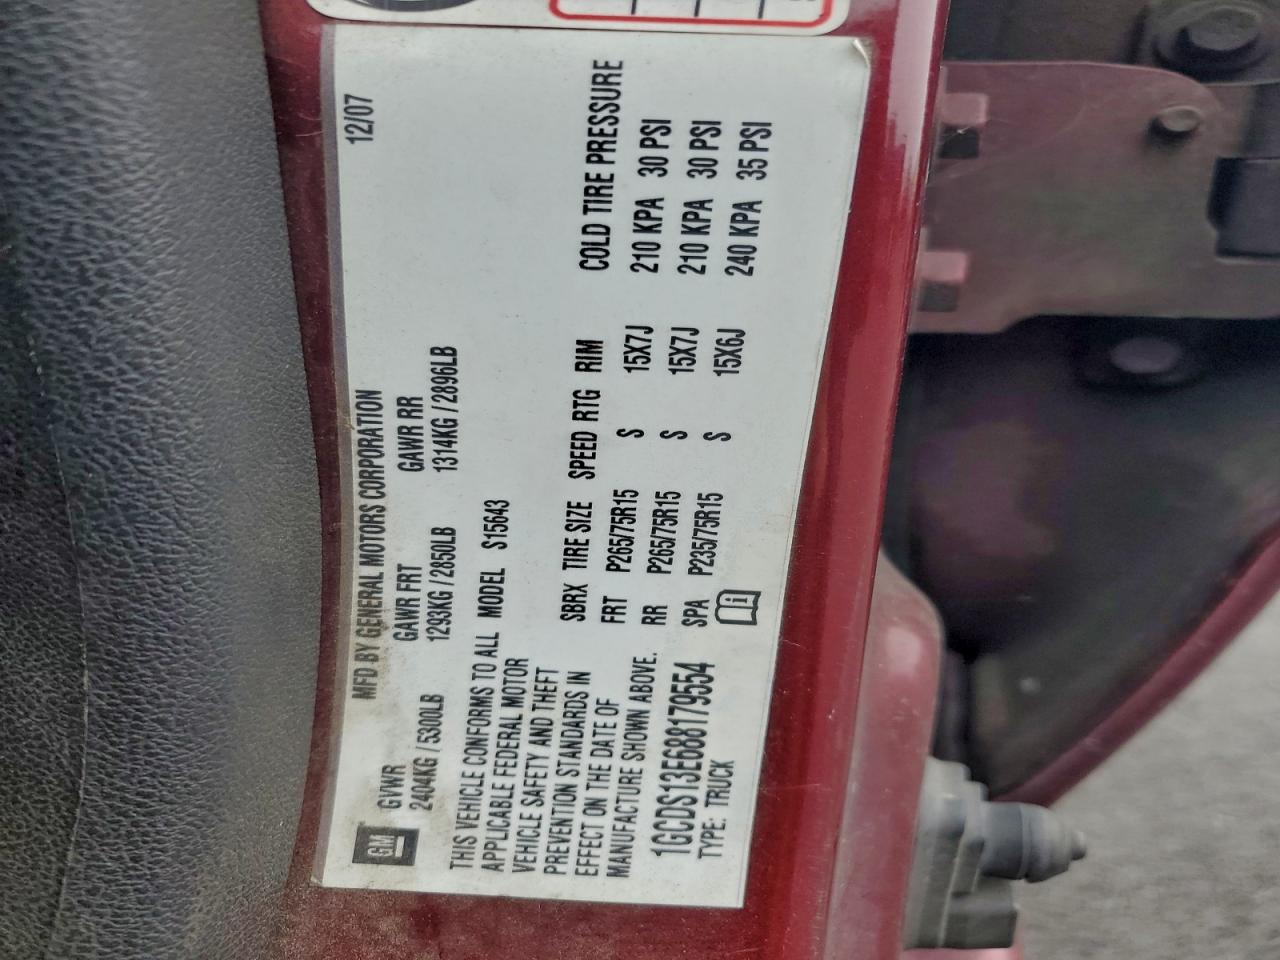 MFD BY GENERAL MOTORS CORPORATION 12/07
GM
GVWR GAWR FRT GAWR RR
2404KG / 5300LB 1293KG / 2850LB 1314KG / 2896LB
THIS VEHICLE CONFORMS TO ALL
APPLICABLE FEDERAL MOTOR
VEHICLE SAFETY AND THEFT
PREVENTION STANDARDS IN
EFFECT ON THE DATE OF
MANUFACTURE SHOWN ABOVE.
1GCDS13E688179554
TYPE: TRUCK
MODEL S15643
SBRX TIRE SIZE SPEED RTG RIM COLD TIRE PRESSURE
FRT P265/75R15 S 15X7J 210 KPA 30 PSI
RR P265/75R15 S 15X7J 210 KPA 30 PSI
SPA P235/75R15 S 15X6J 240 KPA 35 PSI